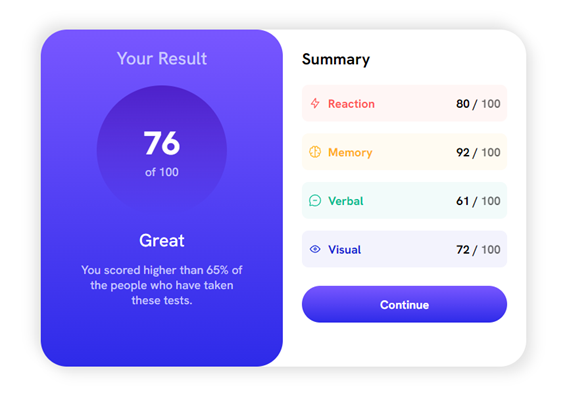 Your Result
76
of 100
Great
You scored higher than 65% of
the people who have taken
these tests.
Summary
Reaction 80 / 100
Memory 92 / 100
Verbal 61 / 100
Visual 72 / 100
Continue